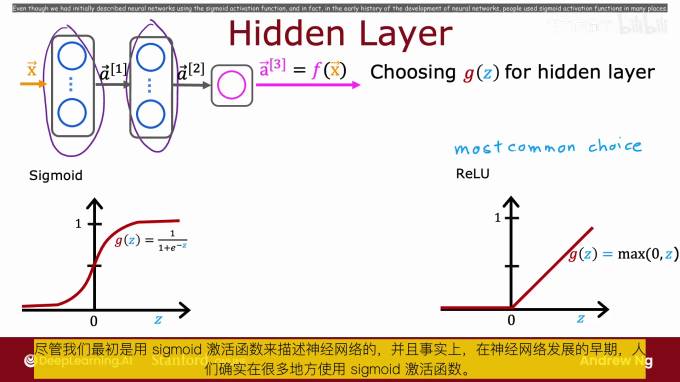 Even though we had initially described neural networks using the sigmoid activation function, and in fact, in the early history of the development of neural networks, people used sigmoid activation functions in many places,
Hidden Layer
x⃗
a⃗[1]
a⃗[2]
a⃗[3] = f(x⃗)
Choosing g(z) for hidden layer
most common choice
Sigmoid
ReLU
1
g(z) = 1/(1+e^-z)
0
z
1
g(z) = max(0, z)
0
z
DeepLearning.AI
Stanford
Andrew Ng
尽管我们最初是用 sigmoid 激活函数来描述神经网络的，并且事实上，在神经网络发展的早期，人
们确实在很多地方使用 sigmoid 激活函数。
bilibili